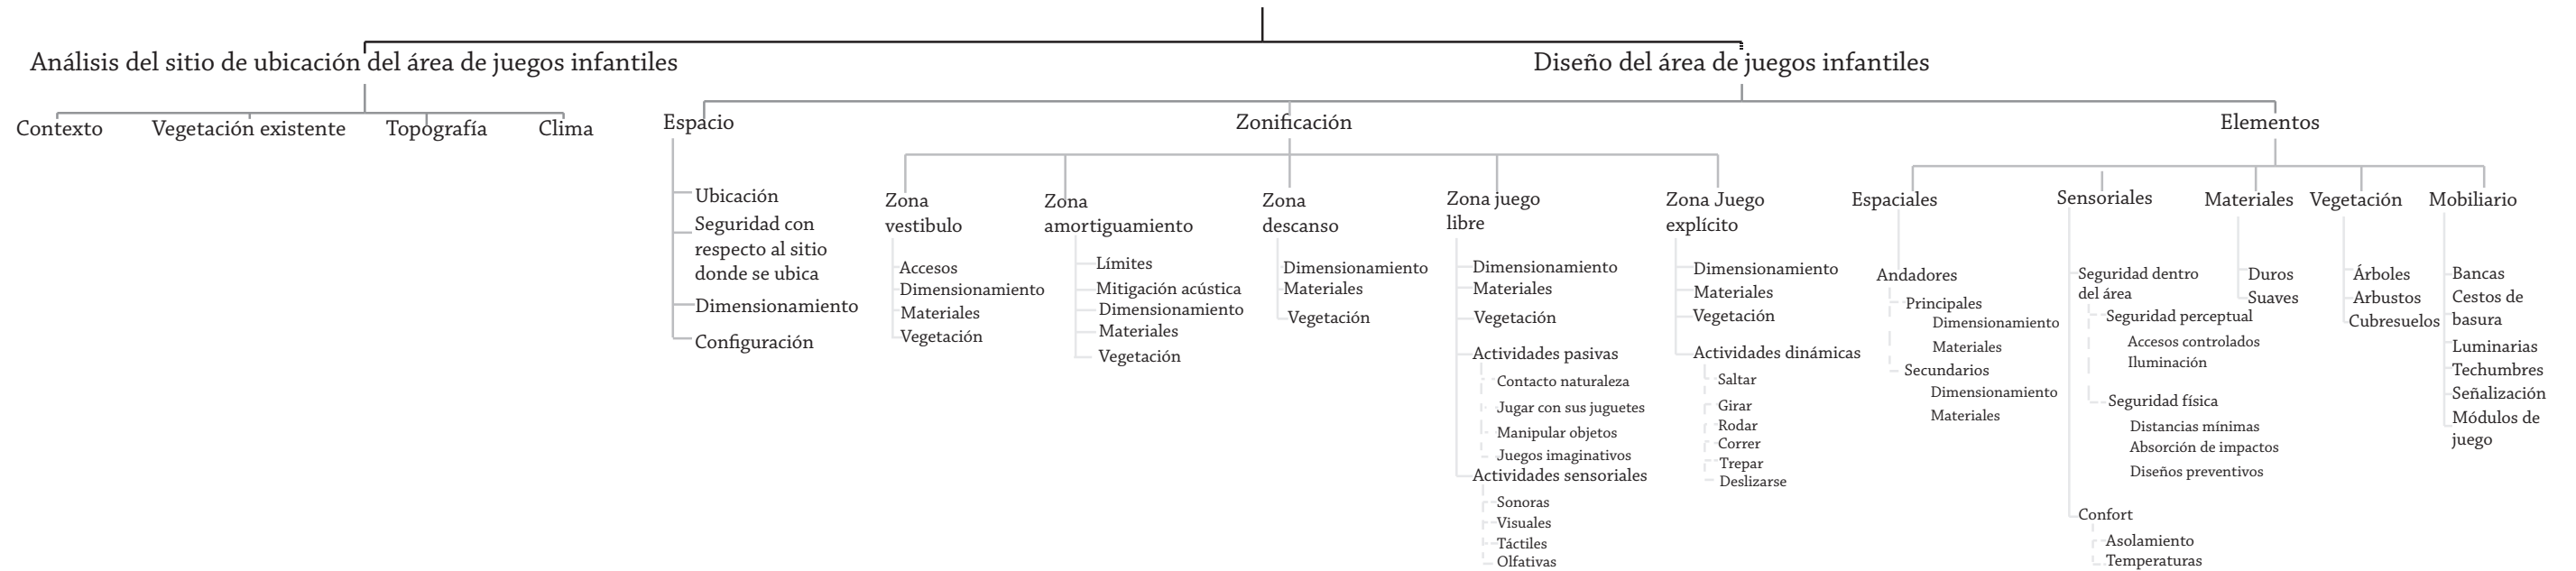 Análisis del sitio de ubicación del área de juegos infantiles
Diseño del área de juegos infantiles
Contexto
Vegetación existente
Topografía
Clima
Espacio
Ubicación
Seguridad con
respecto al sitio
donde se ubica
Dimensionamiento
Configuración
Zonificación
Zona
vestibulo
Accesos
Dimensionamiento
Materiales
Vegetación
Zona
amortiguamiento
Límites
Mitigación acústica
Dimensionamiento
Materiales
Vegetación
Zona
descanso
Dimensionamiento
Materiales
Vegetación
Zona juego
libre
Dimensionamiento
Materiales
Vegetación
Actividades pasivas
Contacto naturaleza
Jugar con sus juguetes
Manipular objetos
Juegos imaginativos
Actividades sensoriales
Sonoras
Visuales
Táctiles
Olfativas
Zona Juego
explícito
Dimensionamiento
Materiales
Vegetación
Actividades dinámicas
Saltar
Girar
Rodar
Correr
Trepar
Deslizarse
Elementos
Espaciales
Andadores
Principales
Dimensionamiento
Materiales
Secundarios
Dimensionamiento
Materiales
Sensoriales
Seguridad dentro
del área
Seguridad perceptual
Accesos controlados
Iluminación
Seguridad física
Distancias mínimas
Absorción de impactos
Diseños preventivos
Confort
Asolamiento
Temperaturas
Materiales
Duros
Suaves
Vegetación
Árboles
Arbustos
Cubresuelos
Mobiliario
Bancas
Cestos de
basura
Luminarias
Techumbres
Señalización
Módulos de
juego